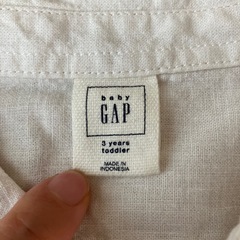 baby
GAP
3 years
toddler
MADE IN
INDONESIA